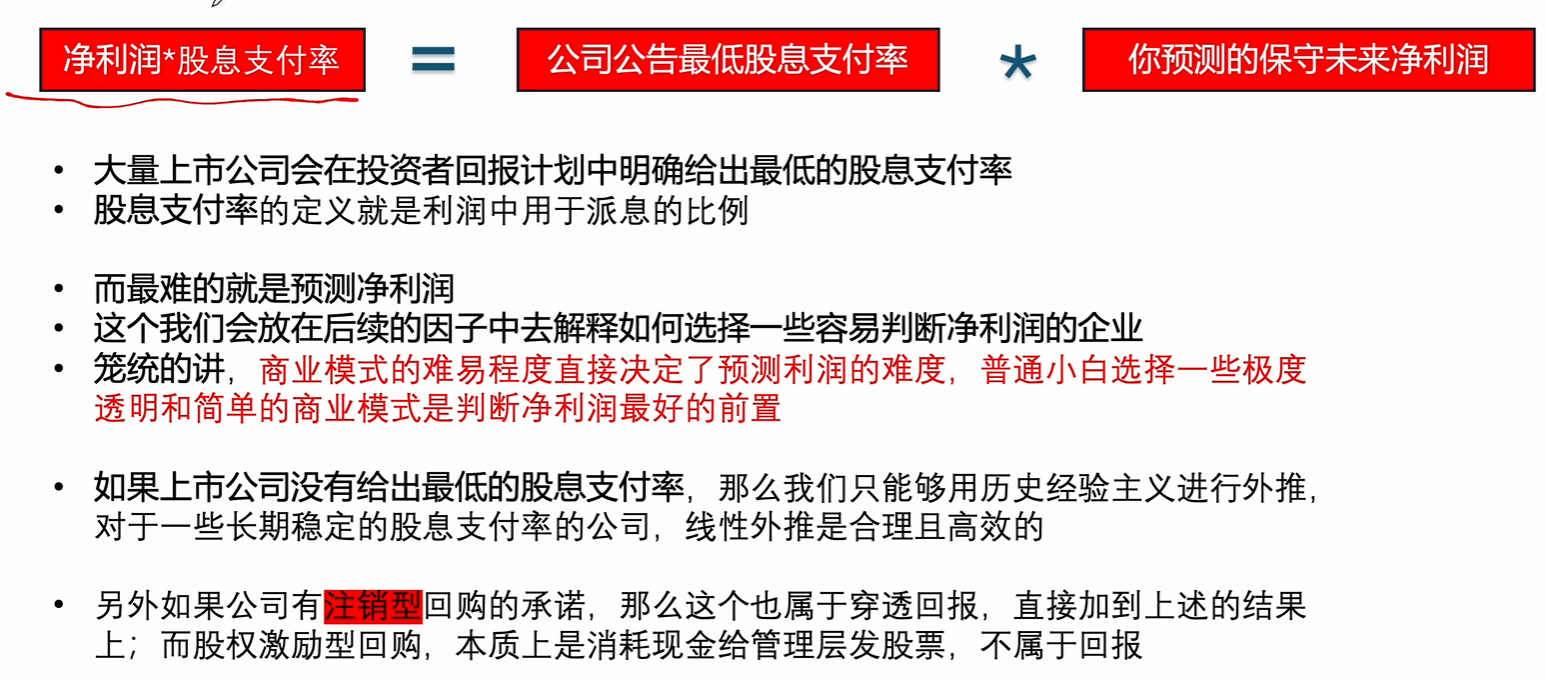 净利润*股息支付率 = 公司公告最低股息支付率 * 你预测的保守未来净利润
• 大量上市公司会在投资者回报计划中明确给出最低的股息支付率
• 股息支付率的定义就是利润中用于派息的比例
• 而最难的就是预测净利润
• 这个我们会放在后续的因子中去解释如何选择一些容易判断净利润的企业
• 笼统的讲，商业模式的难易程度直接决定了预测利润的难度，普通小白选择一些极度
透明和简单的商业模式是判断净利润最好的前置
• 如果上市公司没有给出最低的股息支付率，那么我们只能够用历史经验主义进行外推，
对于一些长期稳定的股息支付率的公司，线性外推是合理且高效的
• 另外如果公司有注销型回购的承诺，那么这个也属于穿透回报，直接加到上述的结果
上；而股权激励型回购，本质上是消耗现金给管理层发股票，不属于回报